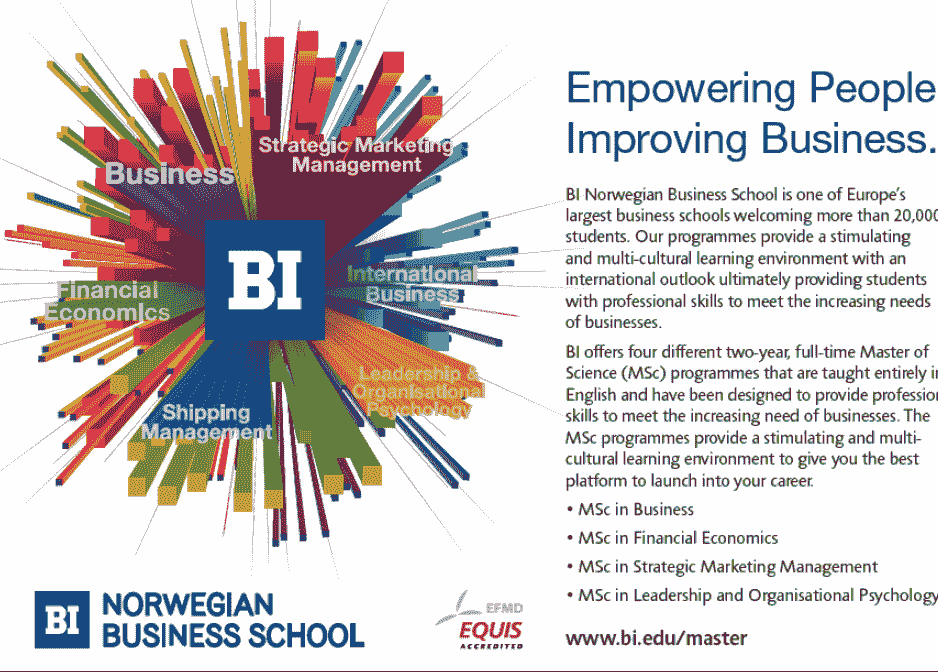 Strategic Marketing
Management
Business
BI
International
Business
Financial
Economics
Leadership &
Organisational
Psychology
Shipping
Management
BI
NORWEGIAN
BUSINESS SCHOOL
EFMD
EQUIS
ACCREDITED
Empowering People
Improving Business.
BI Norwegian Business School is one of Europe's
largest business schools welcoming more than 20,000
students. Our programmes provide a stimulating
and multi-cultural learning environment with an
international outlook ultimately providing students
with professional skills to meet the increasing needs
of businesses.
BI offers four different two-year, full-time Master of
Science (MSc) programmes that are taught entirely i
English and have been designed to provide profession
skills to meet the increasing need of businesses. The
MSc programmes provide a stimulating and multi-
cultural learning environment to give you the best
platform to launch into your career.
• MSc in Business
• MSc in Financial Economics
• MSc in Strategic Marketing Management
• MSc in Leadership and Organisational Psychology
www.bi.edu/master